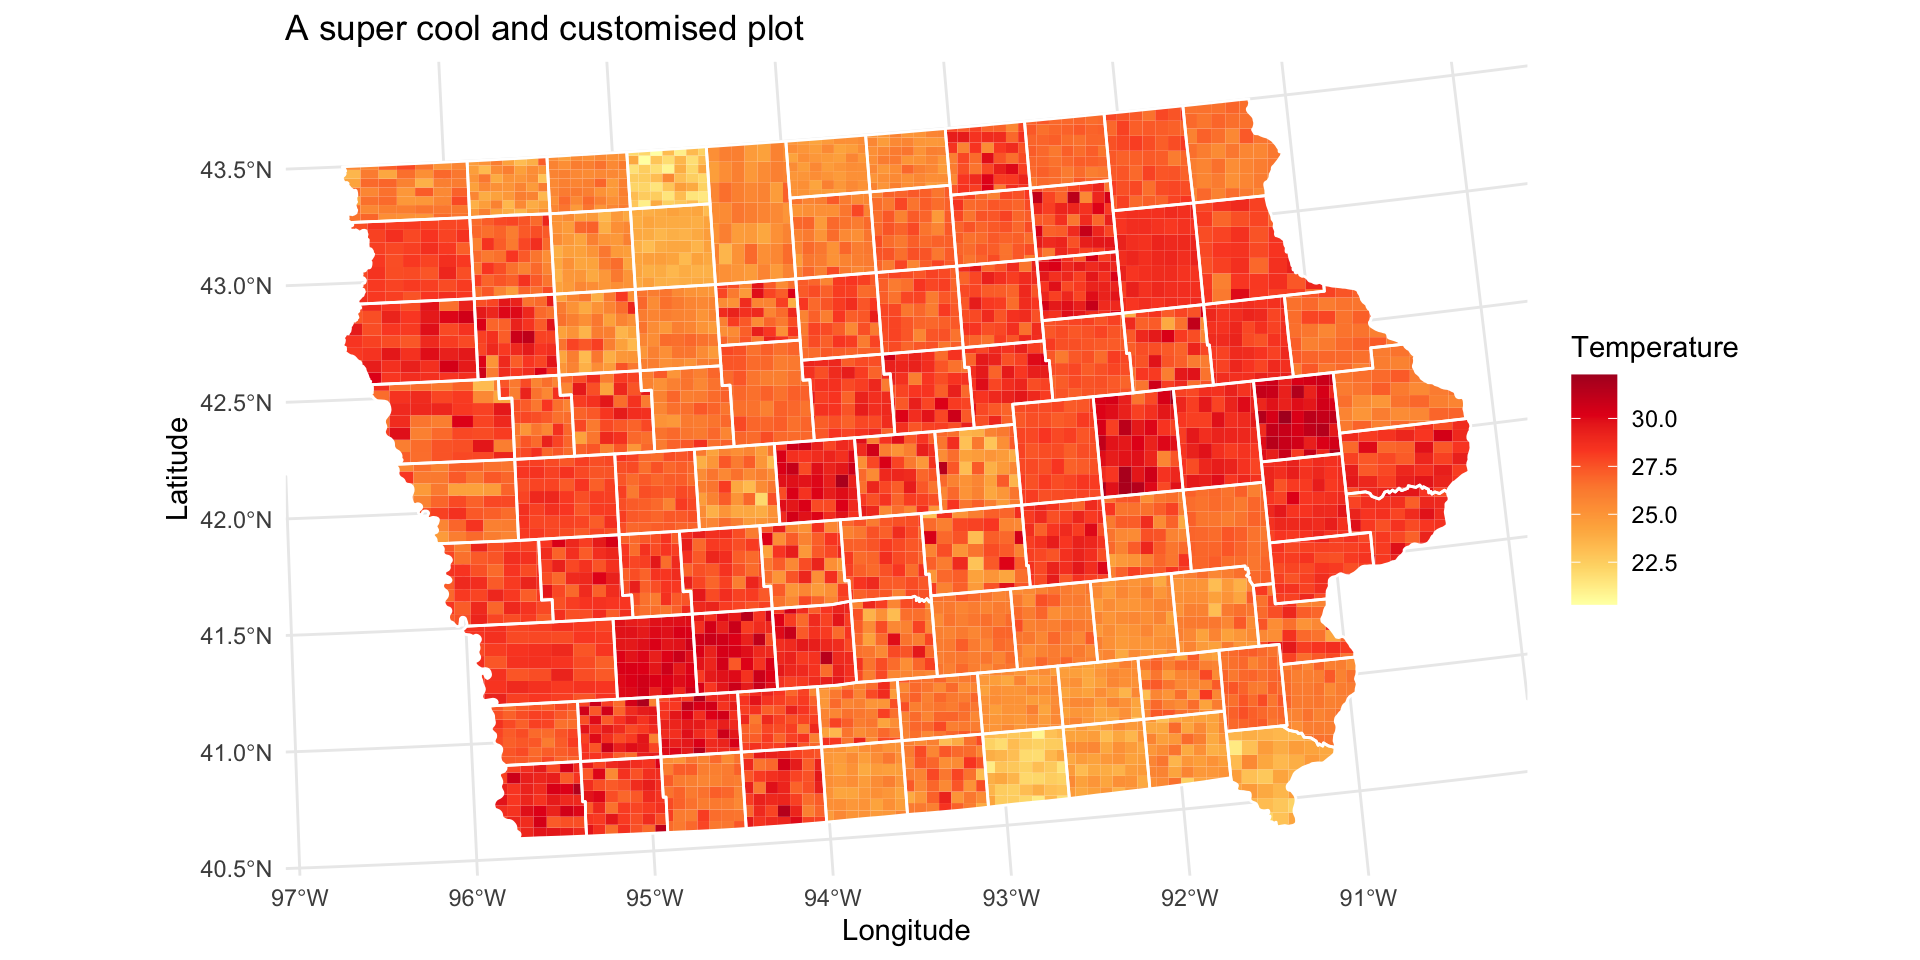 A super cool and customised plot
43.5°N
43.0°N
42.5°N
42.0°N
41.5°N
41.0°N
40.5°N
Latitude
97°W 96°W 95°W 94°W 93°W 92°W 91°W
Longitude
Temperature
30.0
27.5
25.0
22.5